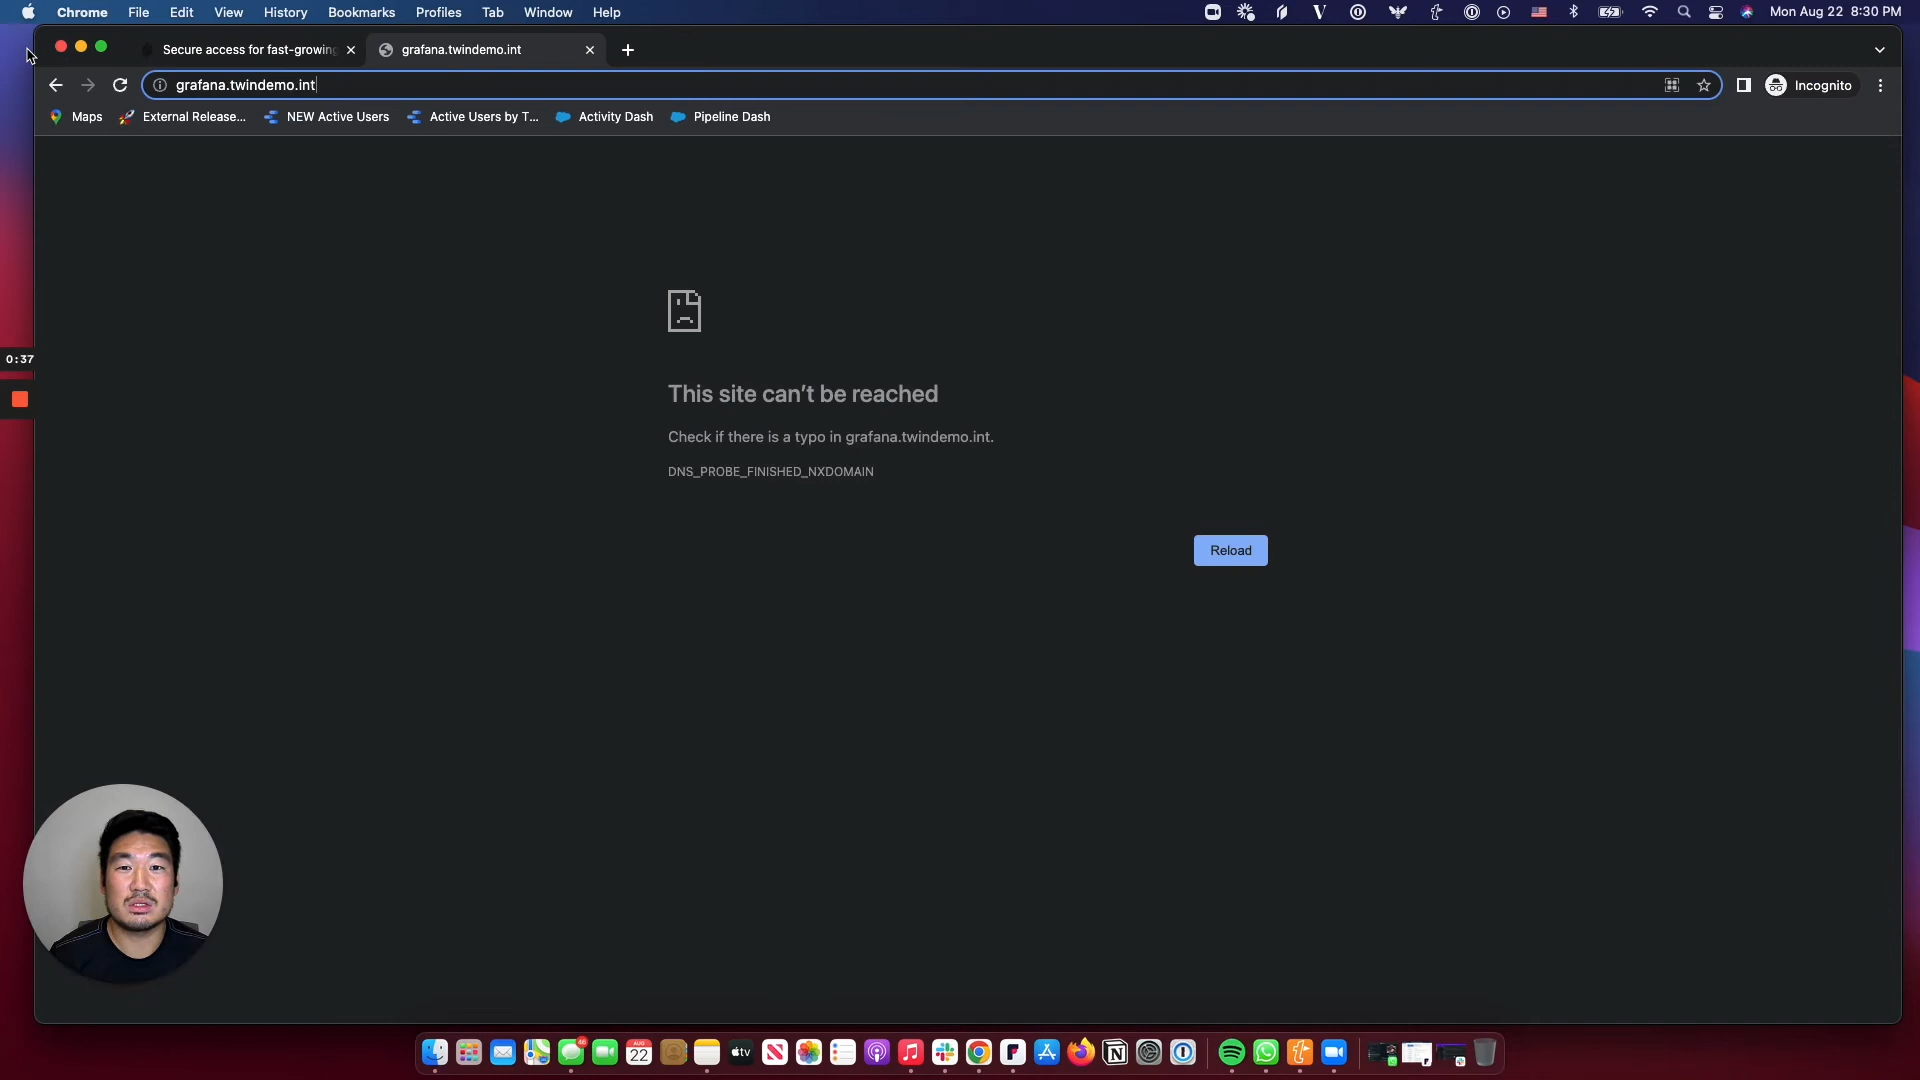 Chrome File Edit View History Bookmarks Profiles Tab Window Help Mon Aug 22 8:30 PM
Secure access for fast-growing grafana.twindemo.int
grafana.twindemo.int Incognito
Maps External Release... NEW Active Users Active Users by T... Activity Dash Pipeline Dash
0:37
This site can't be reached
Check if there is a typo in grafana.twindemo.int.
DNS_PROBE_FINISHED_NXDOMAIN
Reload
AUG
22
tv